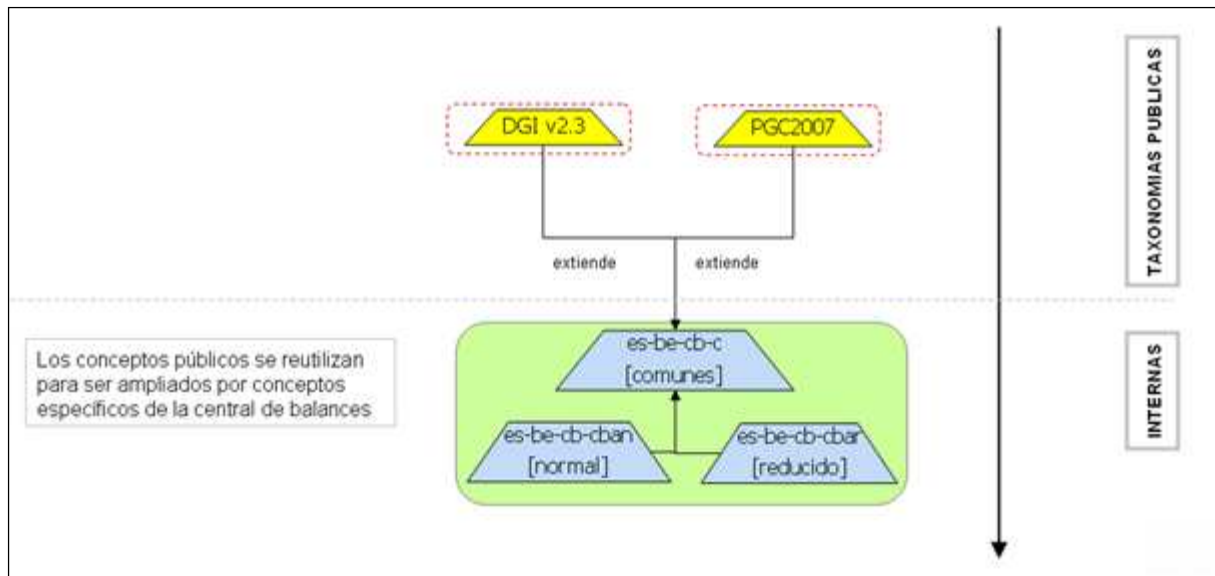 DGI v2.3
PGC2007
extiende
extiende
TAXONOMIAS PUBLICAS
Los conceptos públicos se reutilizan
para ser ampliados por conceptos
específicos de la central de balances
es-be-cb-c
[comunes]
es-be-cb-cban
[normal]
es-be-cb-cbar
[reducido]
INTERNAS